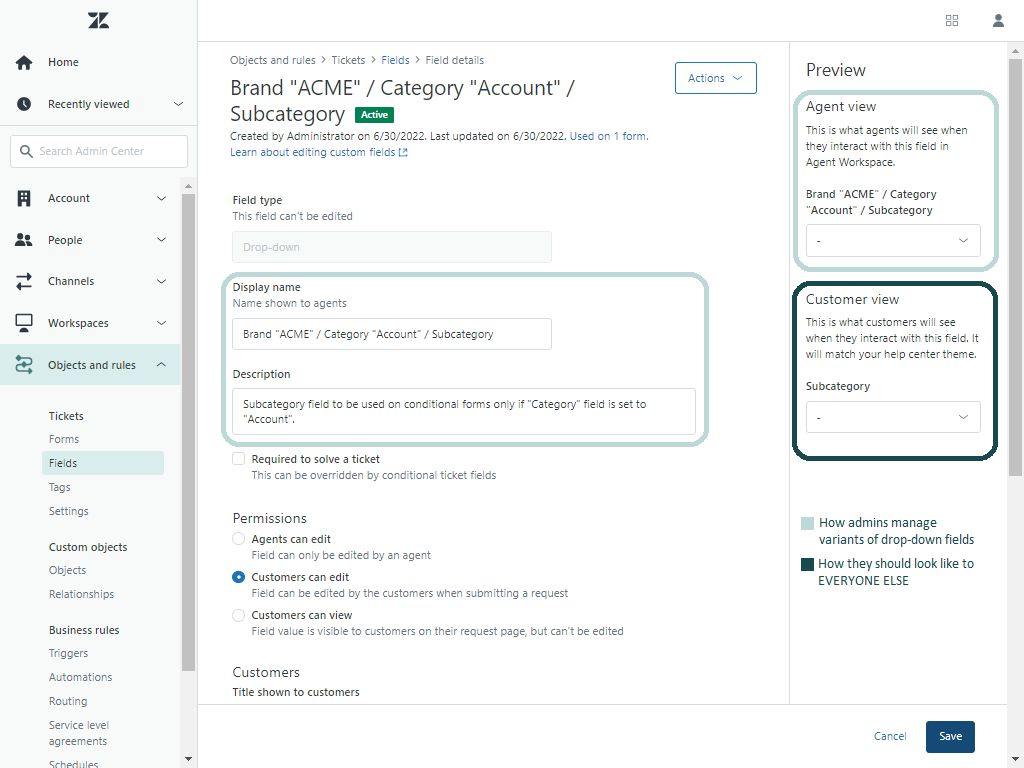 Home
Recently viewed
Search Admin Center
Account
People
Channels
Workspaces
Objects and rules
Tickets
Forms
Fields
Tags
Settings
Custom objects
Objects
Relationships
Business rules
Triggers
Automations
Routing
Service level
agreements
Schedules
Objects and rules > Tickets > Fields > Field details
Brand "ACME" / Category "Account" /
Subcategory Active
Created by Administrator on 6/30/2022. Last updated on 6/30/2022. Used on 1 form.
Learn about editing custom fields
Actions
Field type
This field can't be edited
Drop-down
Display name
Name shown to agents
Brand "ACME" / Category "Account" / Subcategory
Description
Subcategory field to be used on conditional forms only if "Category" field is set to
"Account".
Required to solve a ticket
This can be overridden by conditional ticket fields
Permissions
Agents can edit
Field can only be edited by an agent
Customers can edit
Field can be edited by the customers when submitting a request
Customers can view
Field value is visible to customers on their request page, but can't be edited
Customers
Title shown to customers
Preview
Agent view
This is what agents will see when
they interact with this field in
Agent Workspace.
Brand "ACME" / Category
"Account" / Subcategory
-
Customer view
This is what customers will see
when they interact with this field. It
will match your help center theme.
Subcategory
-
How admins manage
variants of drop-down fields
How they should look like to
EVERYONE ELSE
Cancel
Save